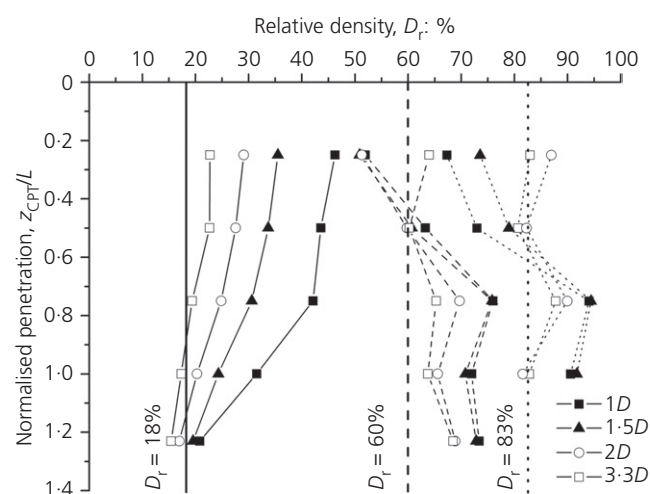 Relative density, Dr: %
0 10 20 30 40 50 60 70 80 90 100
0
0·2
0·4
0·6
0·8
1·0
1·2
1·4
Normalised penetration, zCPT/L
Dr = 18%
Dr = 60%
Dr = 83%
1D
1·5D
2D
3·3D